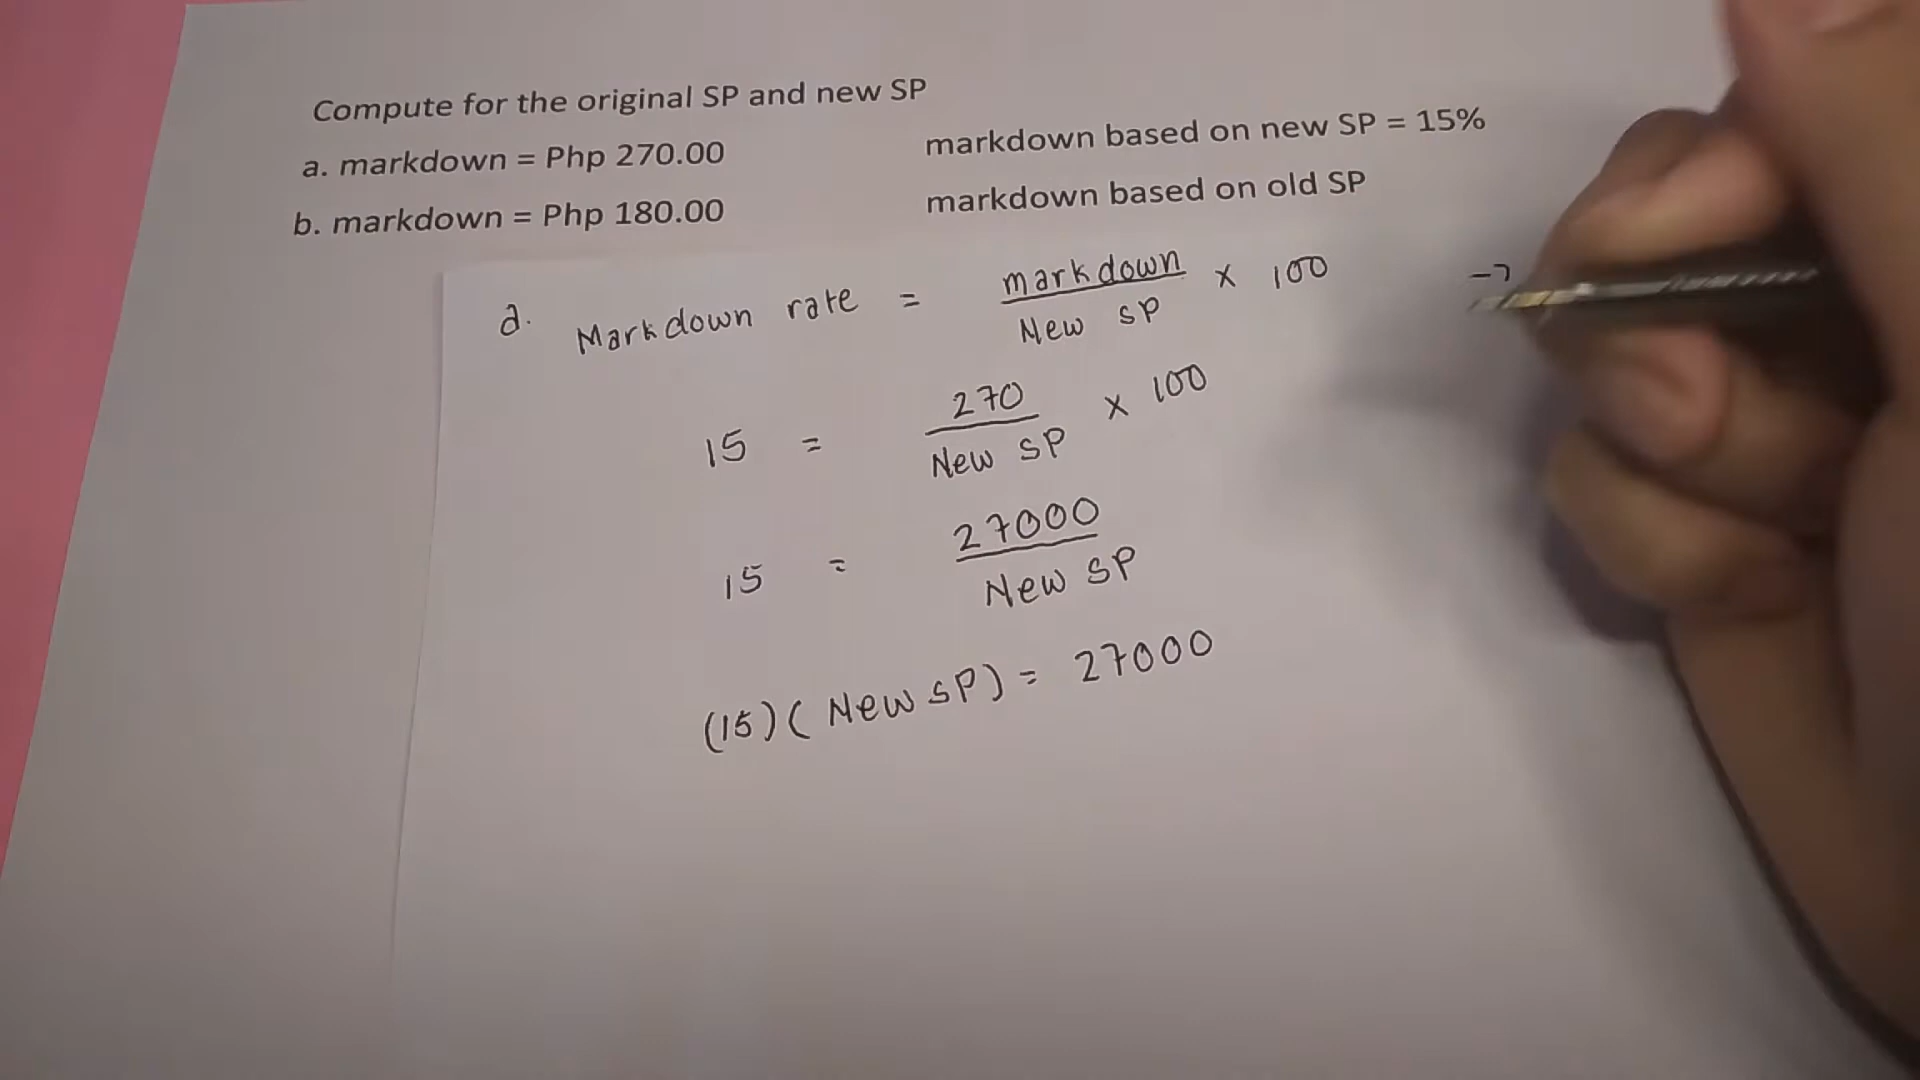 Compute for the original SP and new SP
a. markdown = Php 270.00 markdown based on new SP = 15%
b. markdown = Php 180.00 markdown based on old SP
a. Markdown rate = markdown / New SP x 100
15 = 270 / New SP x 100
15 = 27000 / New SP
(15)(New SP) = 27000